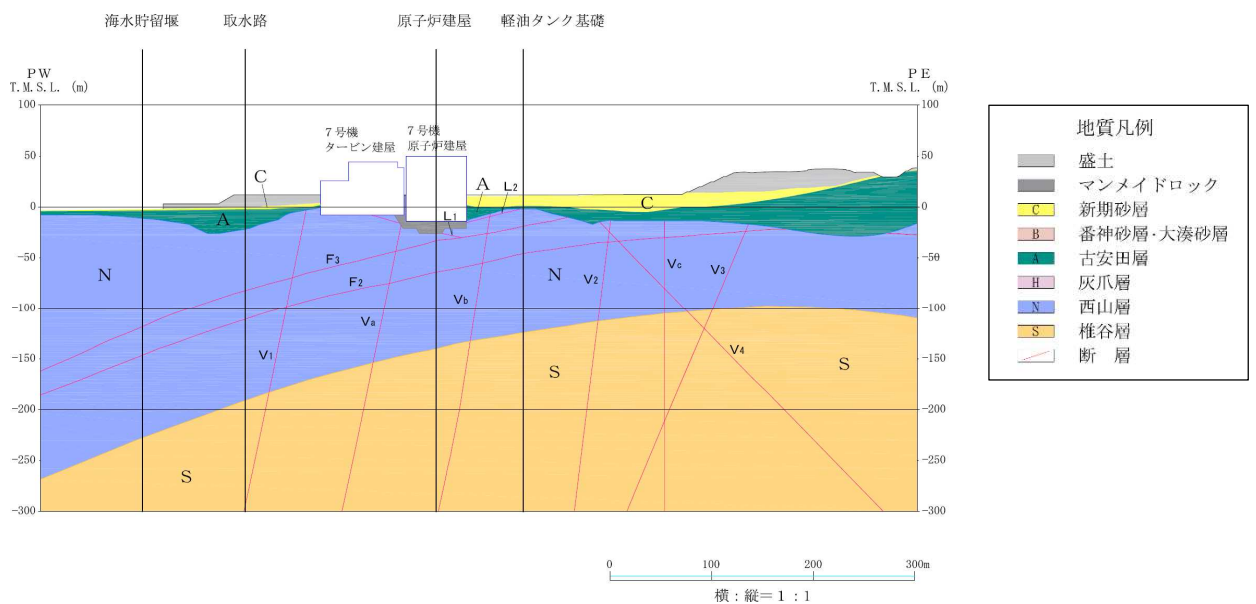 海水貯留堰 取水路 原子炉建屋 軽油タンク基礎
PW
T.M.S.L. (m)
PE
T.M.S.L. (m)
100
50
0
-50
-100
-150
-200
-250
-300
100
50
0
-50
-100
-150
-200
-250
-300
7号機
タービン建屋
7号機
原子炉建屋
C
A
A
L2
L1
C
N
F3
F2
N
V2
Vc
V3
Va
Vb
V1
V4
S
S
S
地質凡例
盛土
マンメイドロック
C 新期砂層
B 番神砂層・大湊砂層
A 古安田層
H 灰爪層
N 西山層
S 椎谷層
断層
0 100 200 300m
横:縦=1:1